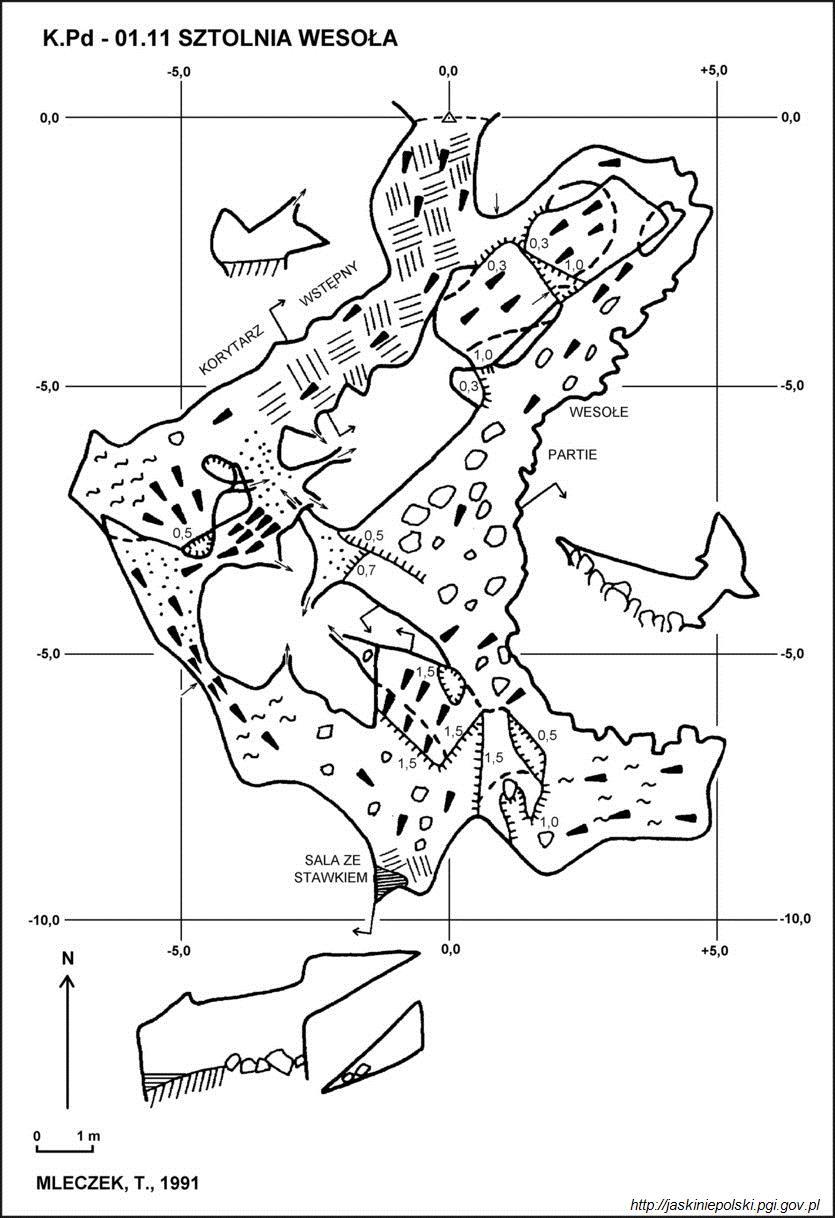 K.Pd - 01.11 SZTOLNIA WESOŁA
-5,0 0,0 +5,0
0,0 0,0
0,3
0,3 1,0
KORYTARZ WSTĘPNY
1,0
-5,0 0,3 -5,0
WESOŁE
PARTIE
0,5 0,5
0,7
-5,0 -5,0
1,5
1,5 0,5
1,5 1,5
1,0
SALA ZE
STAWKIEM
-10,0 -10,0
-5,0 0,0 +5,0
N
0 1 m
MLECZEK, T., 1991
http://jaskiniepolski.pgi.gov.pl